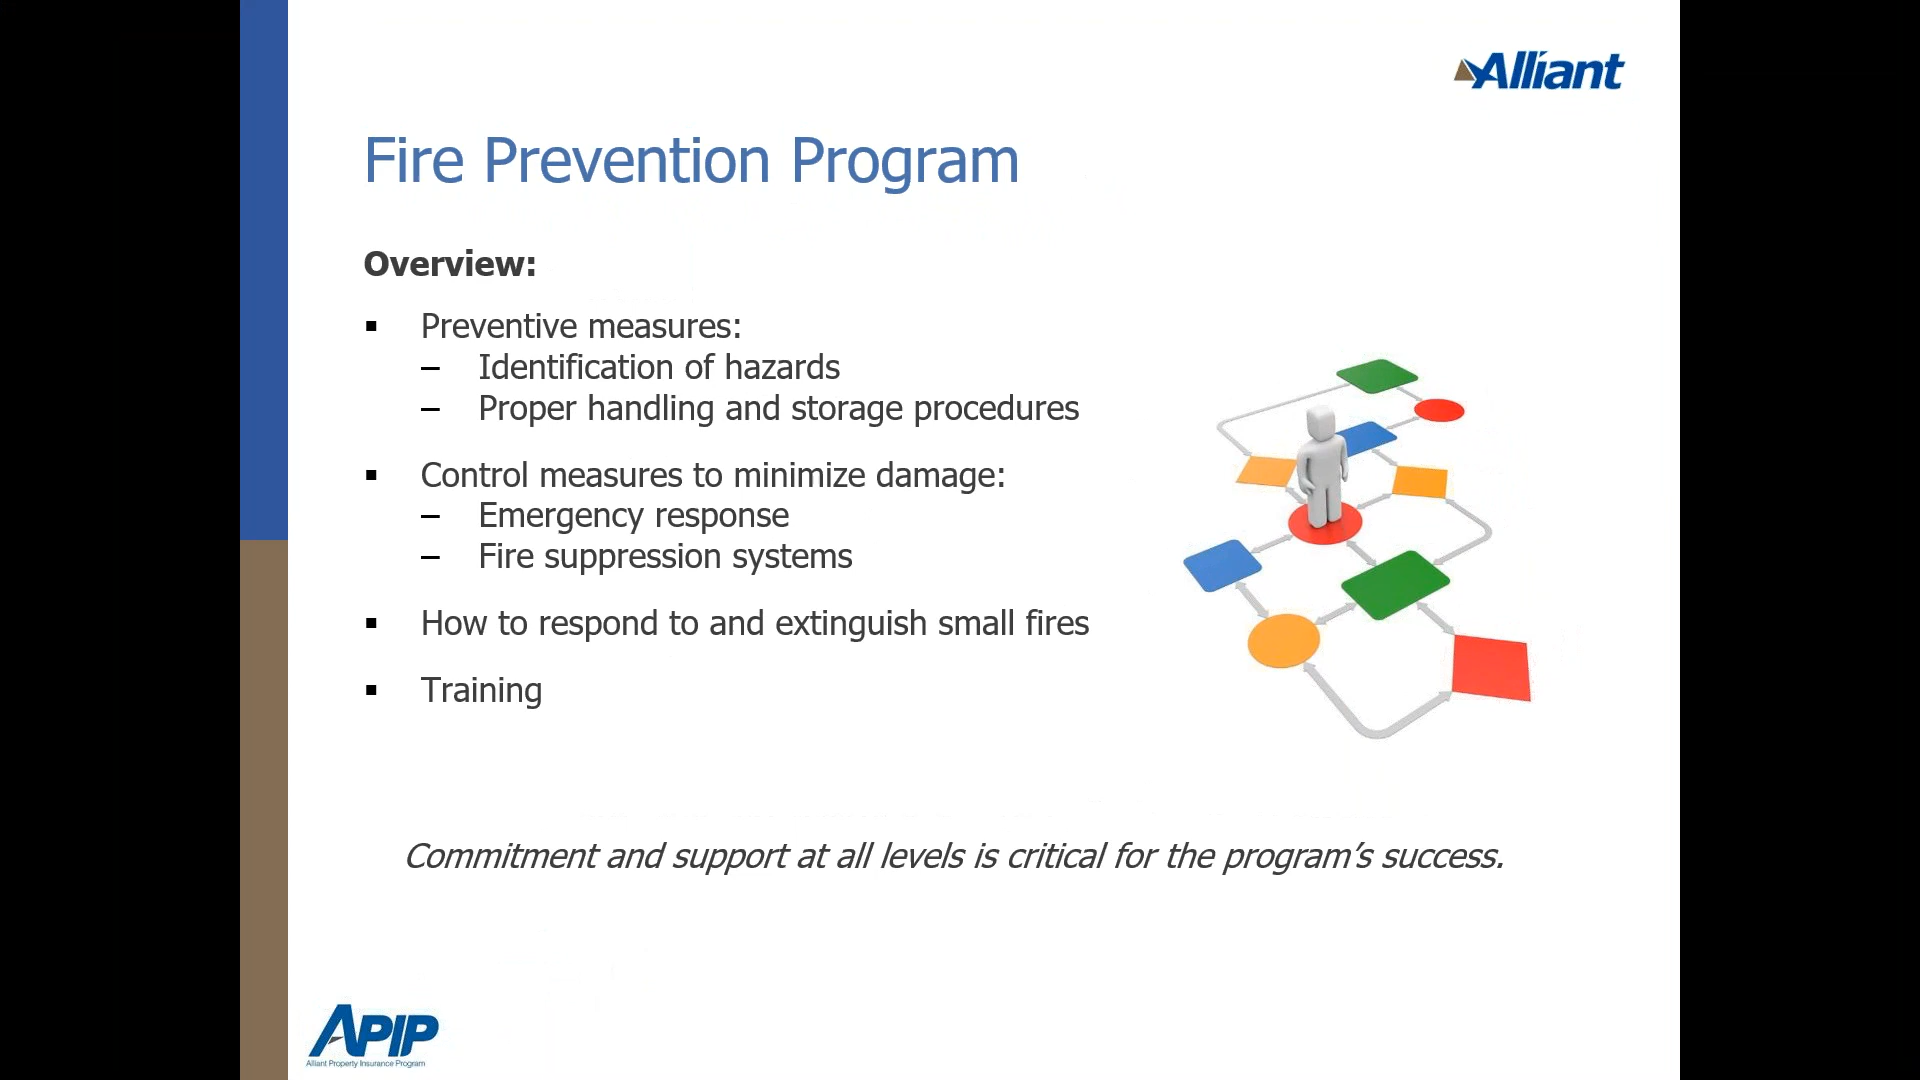 Alliant
Fire Prevention Program
Overview:
▪ Preventive measures:
– Identification of hazards
– Proper handling and storage procedures
▪ Control measures to minimize damage:
– Emergency response
– Fire suppression systems
▪ How to respond to and extinguish small fires
▪ Training
Commitment and support at all levels is critical for the program’s success.
APIP
Alliant Property Insurance Program